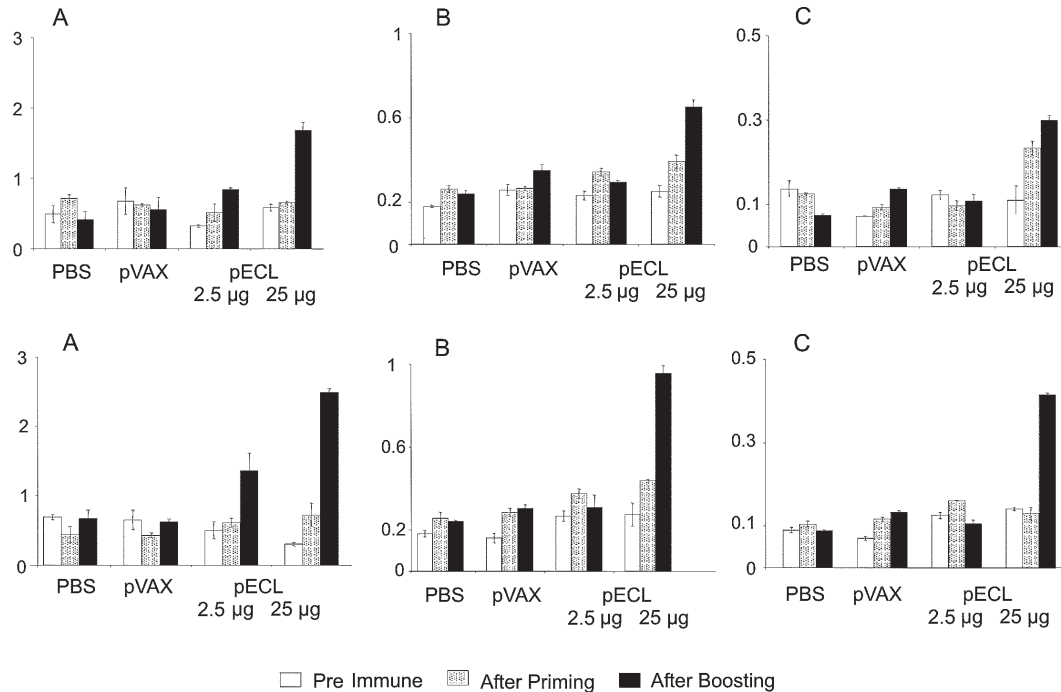 A
3
2
1
0
PBS pVAX pECL
2.5 µg 25 µg
B
1
0.6
0.2
0
PBS pVAX pECL
2.5 µg 25 µg
C
0.5
0.3
0.1
0
PBS pVAX pECL
2.5 µg 25 µg
A
3
2
1
0
PBS pVAX pECL
2.5 µg 25 µg
B
1
0.6
0.2
0
PBS pVAX pECL
2.5 µg 25 µg
C
0.5
0.3
0.1
0
PBS pVAX pECL
2.5 µg 25 µg
Pre Immune After Priming After Boosting